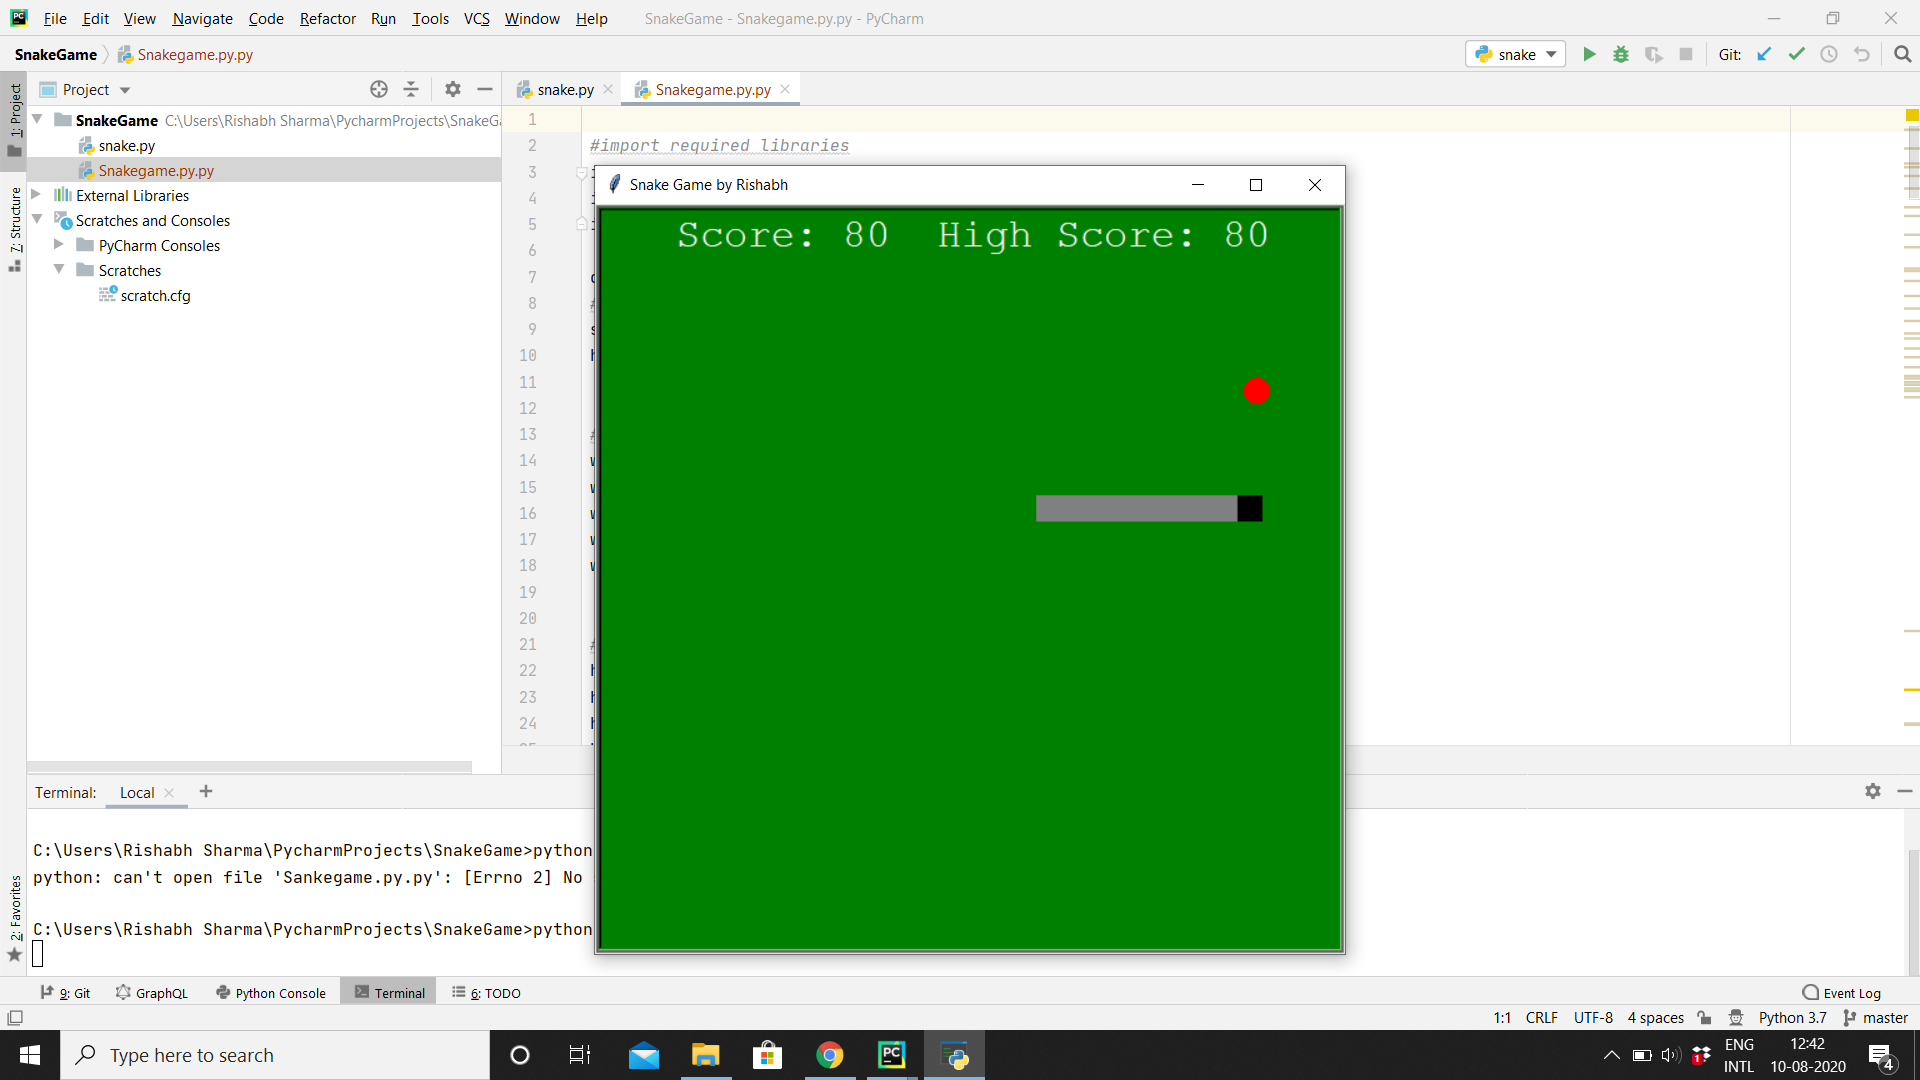 File Edit View Navigate Code Refactor Run Tools VCS Window Help SnakeGame - Snakegame.py.py - PyCharm
SnakeGame Snakegame.py.py snake Git:
1: Project
7: Structure
2: Favorites
Project
snake.py Snakegame.py.py
SnakeGame C:\Users\Rishabh Sharma\PycharmProjects\SnakeGa
snake.py
Snakegame.py.py
External Libraries
Scratches and Consoles
PyCharm Consoles
Scratches
scratch.cfg
1
2 #import required libraries
3
4
5
6
7
8
9
10
11
12
13
14
15
16
17
18
19
20
21
22
23
24
Snake Game by Rishabh
Score: 80 High Score: 80
Terminal: Local
C:\Users\Rishabh Sharma\PycharmProjects\SnakeGame>python
python: can't open file 'Sankegame.py.py': [Errno 2] No
C:\Users\Rishabh Sharma\PycharmProjects\SnakeGame>python
9: Git GraphQL Python Console Terminal 6: TODO Event Log
1:1 CRLF UTF-8 4 spaces Python 3.7 master
Type here to search
PC
1
ENG
INTL
12:42
10-08-2020
4